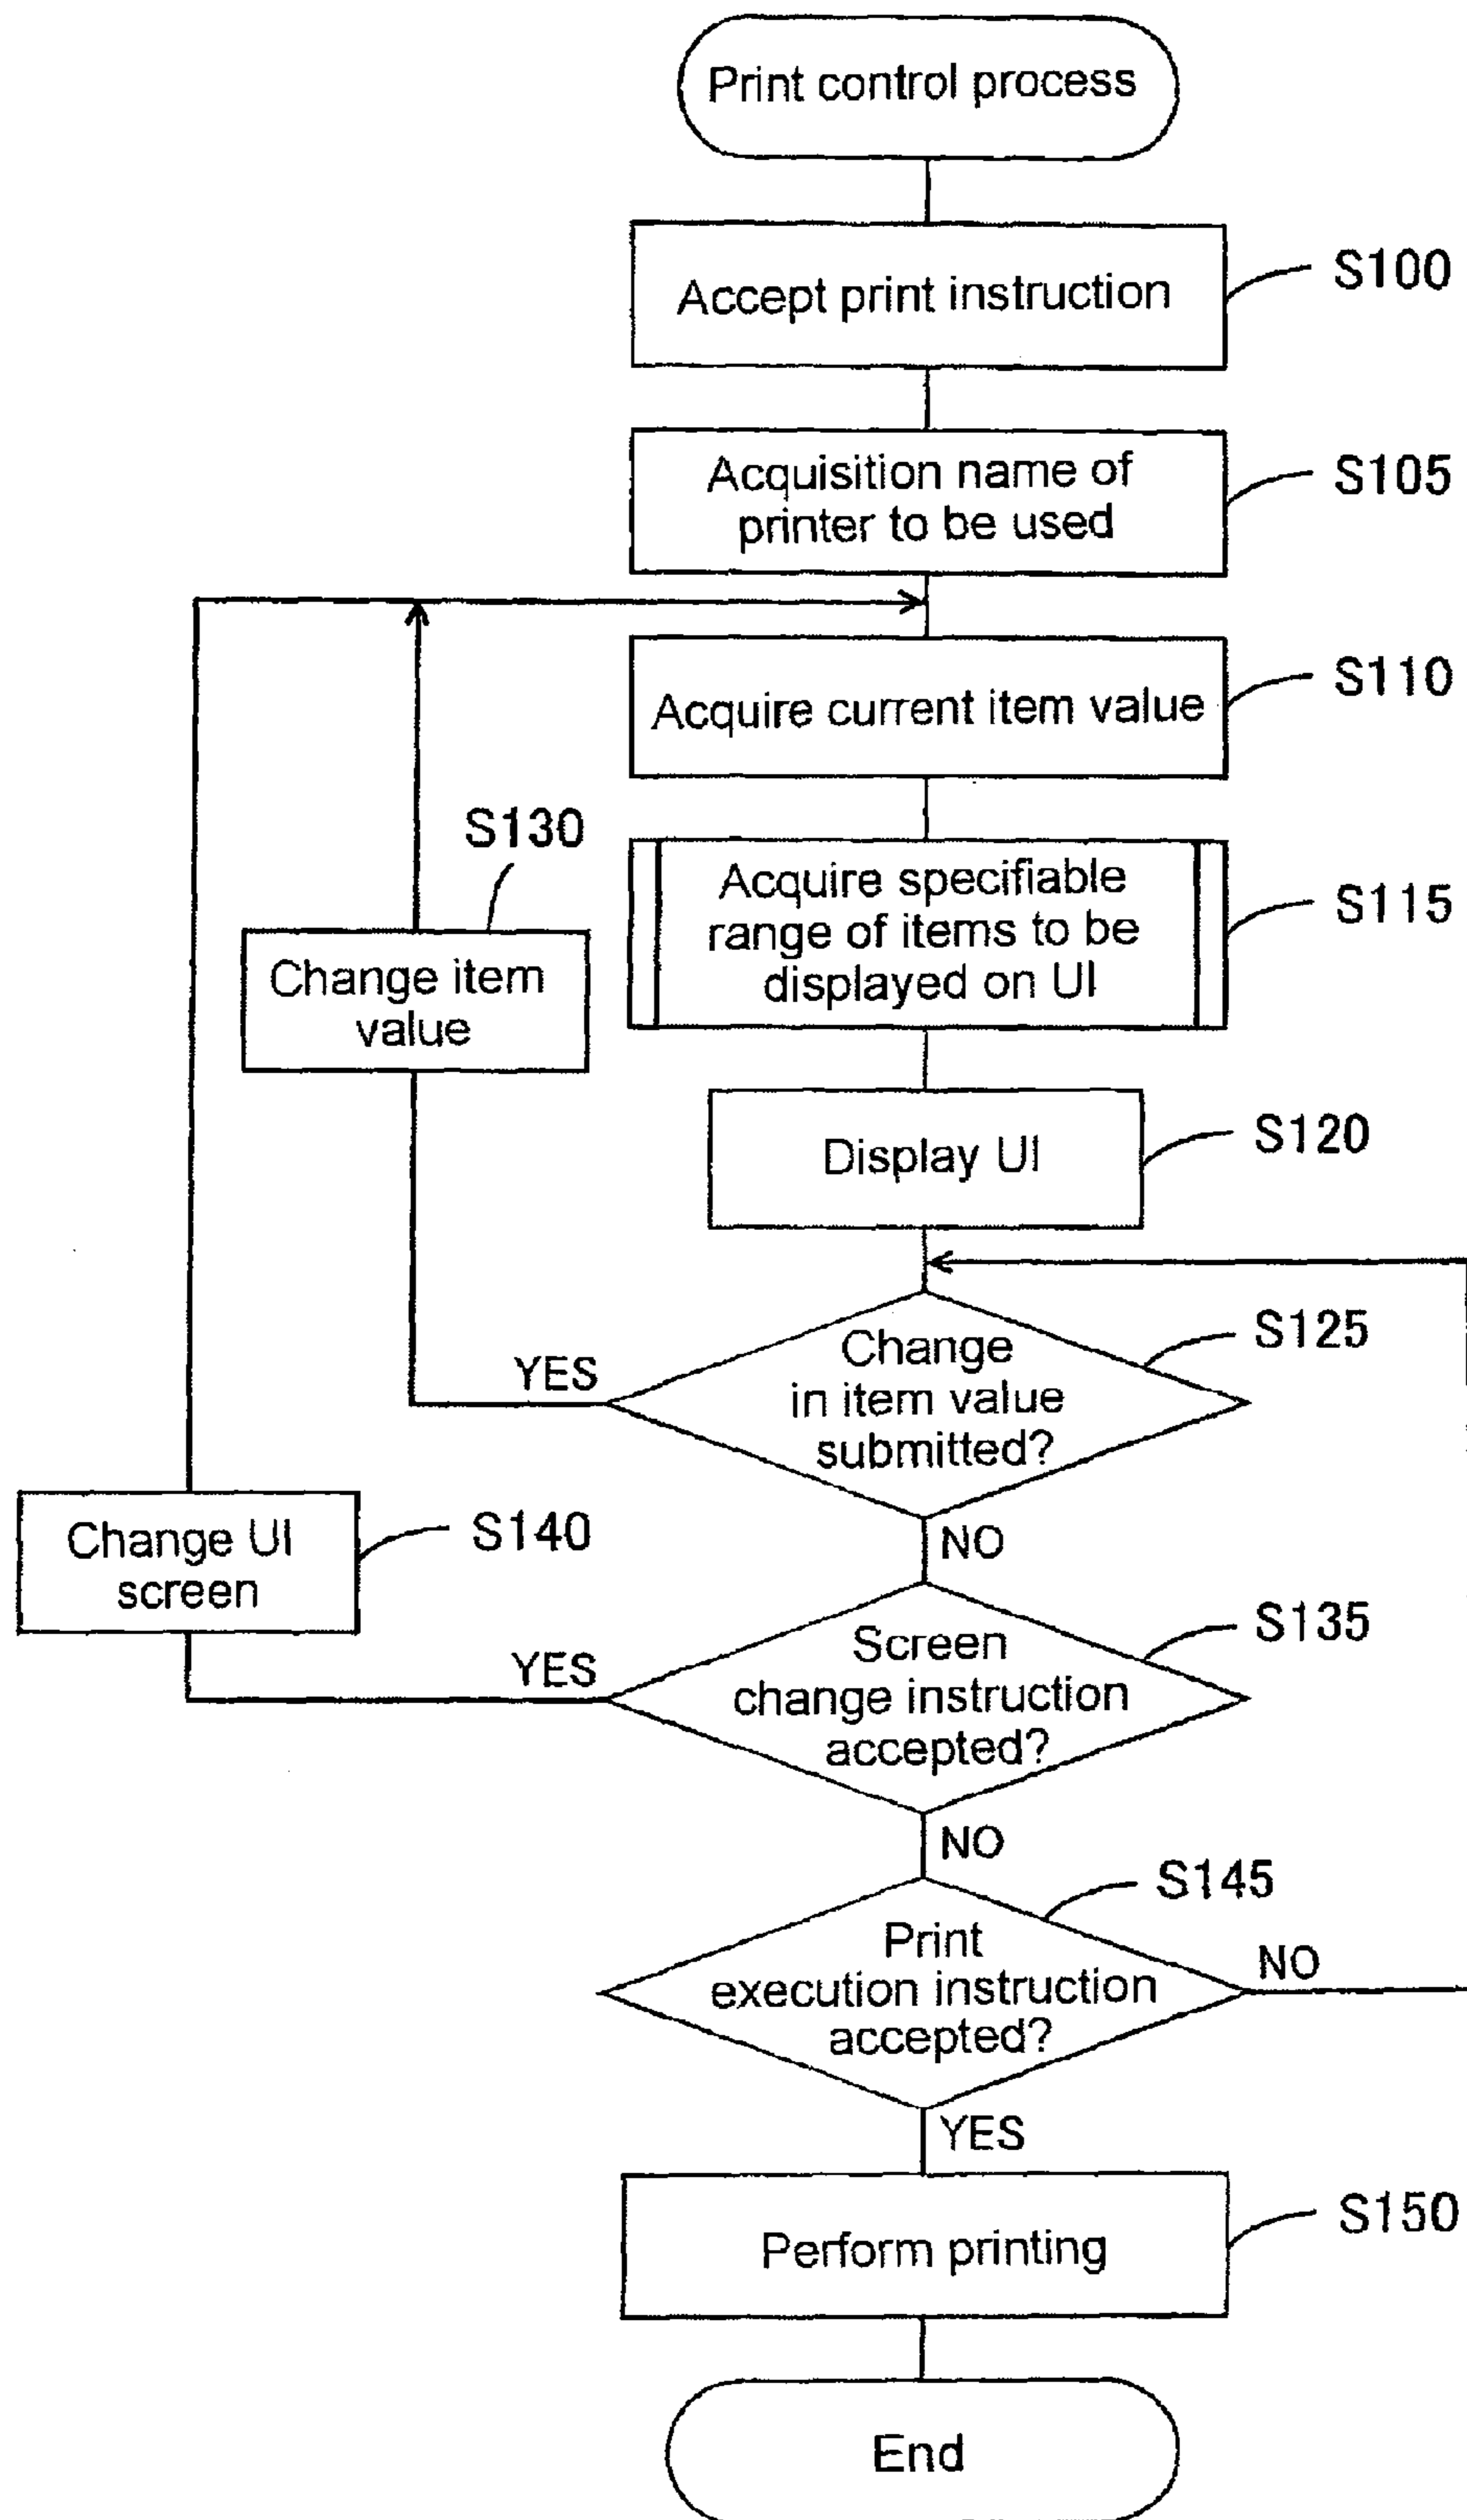 Print control process
Accept print instruction
S100
Acquisition name of
printer to be used
S105
Acquire current item value
S110
S130
Change item
value
Acquire specifiable
range of items to be
displayed on UI
S115
Display UI
S120
Change
in item value
submitted?
S125
YES
NO
Change UI
screen
S140
Screen
change instruction
accepted?
S135
YES
NO
Print
execution instruction
accepted?
S145
NO
YES
Perform printing
S150
End